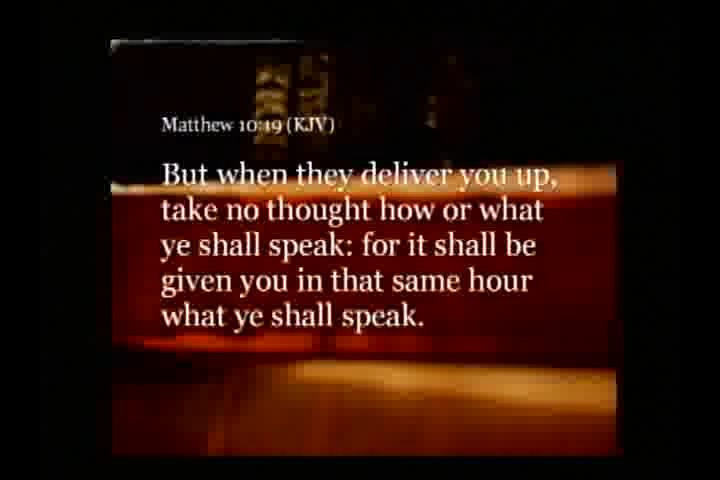 Matthew 10:19 (KJV)
But when they deliver you up,
take no thought how or what
ye shall speak: for it shall be
given you in that same hour
what ye shall speak.